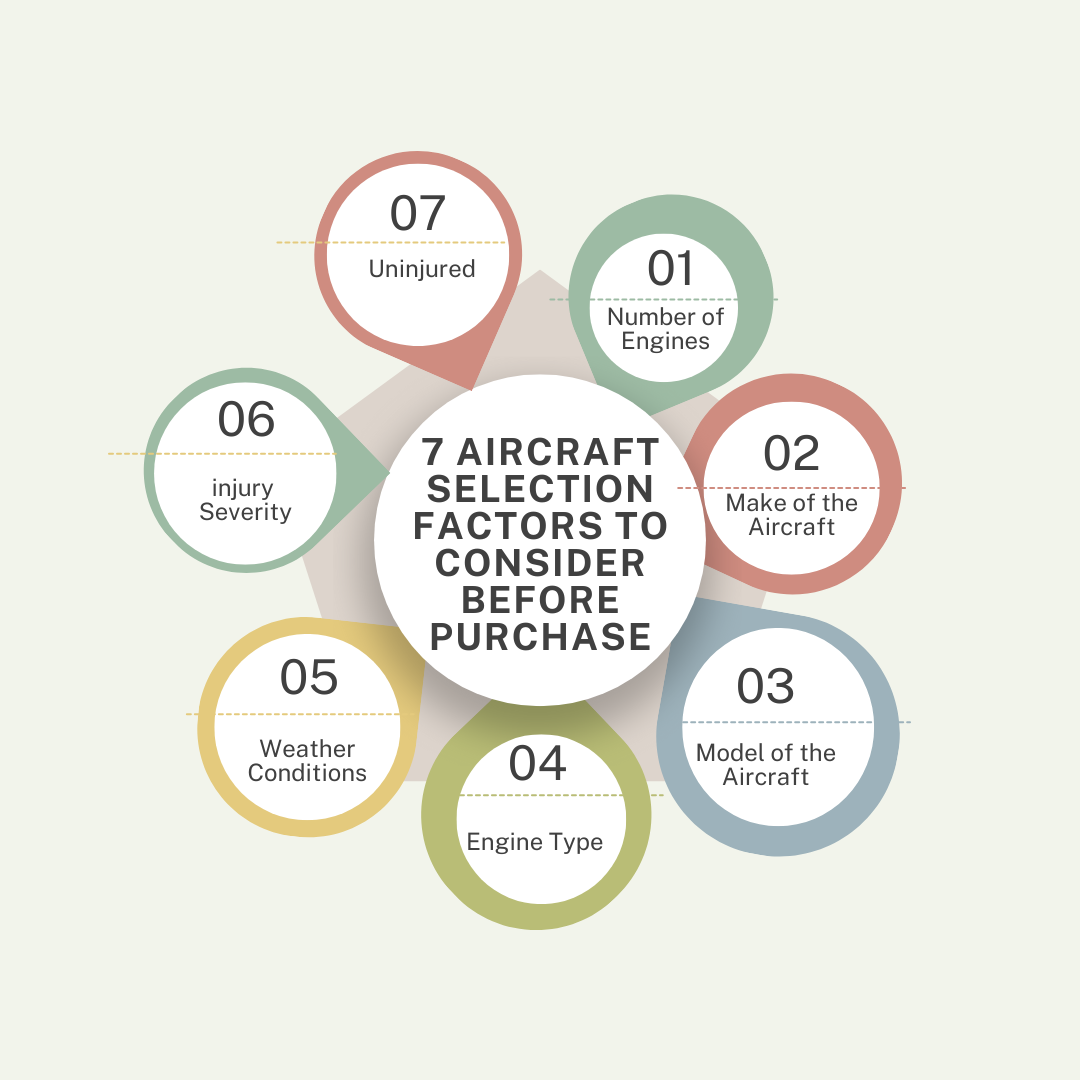 7 AIRCRAFT
SELECTION
FACTORS TO
CONSIDER
BEFORE
PURCHASE
01
Number of
Engines
02
Make of the
Aircraft
03
Model of the
Aircraft
04
Engine Type
05
Weather
Conditions
06
injury
Severity
07
Uninjured